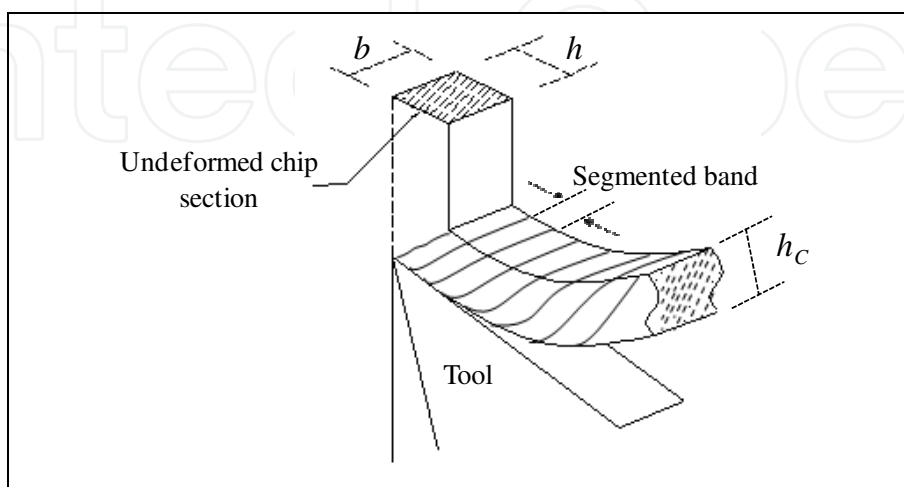 b
h
Undeformed chip
section
Segmented band
h_C
Tool